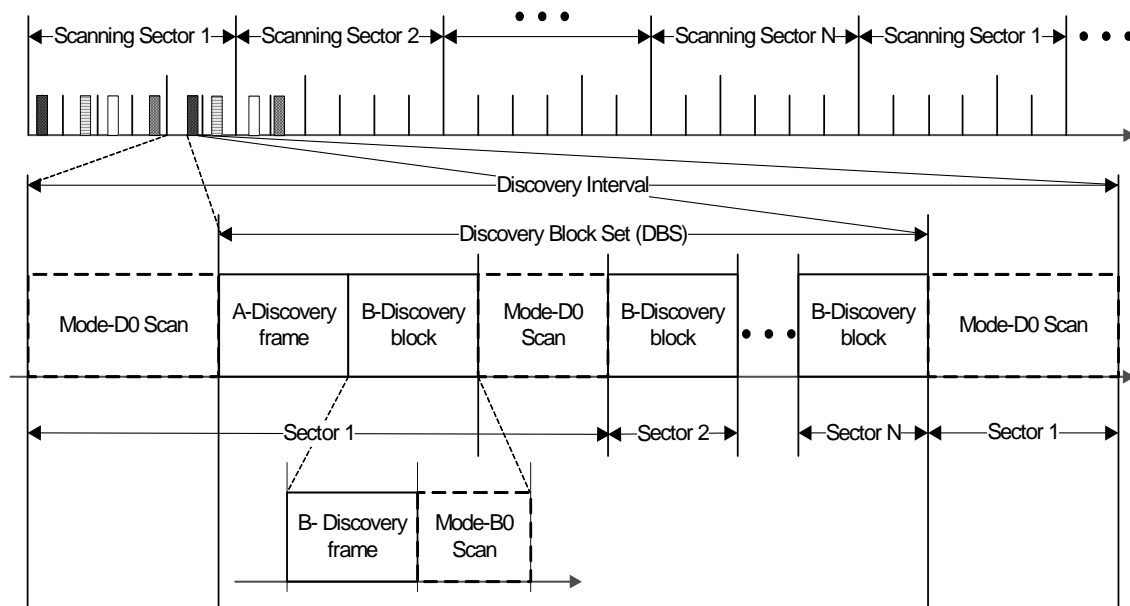 Scanning Sector 1
Scanning Sector 2
Scanning Sector N
Scanning Sector 1
Discovery Interval
Discovery Block Set (DBS)
Mode-D0 Scan
A-Discovery
frame
B-Discovery
block
Mode-D0
Scan
B-Discovery
block
B-Discovery
block
Mode-D0 Scan
Sector 1
Sector 2
Sector N
Sector 1
B- Discovery
frame
Mode-B0
Scan